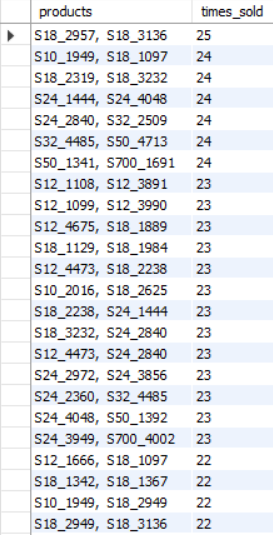 products times_sold
S18_2957, S18_3136 25
S10_1949, S18_1097 24
S18_2319, S18_3232 24
S24_1444, S24_4048 24
S24_2840, S32_2509 24
S32_4485, S50_4713 24
S50_1341, S700_1691 24
S12_1108, S12_3891 23
S12_1099, S12_3990 23
S12_4675, S18_1889 23
S18_1129, S18_1984 23
S12_4473, S18_2238 23
S10_2016, S18_2625 23
S18_2238, S24_1444 23
S18_3232, S24_2840 23
S12_4473, S24_2840 23
S24_2972, S24_3856 23
S24_2360, S32_4485 23
S24_4048, S50_1392 23
S24_3949, S700_4002 23
S12_1666, S18_1097 22
S18_1342, S18_1367 22
S10_1949, S18_2949 22
S18_2949, S18_3136 22